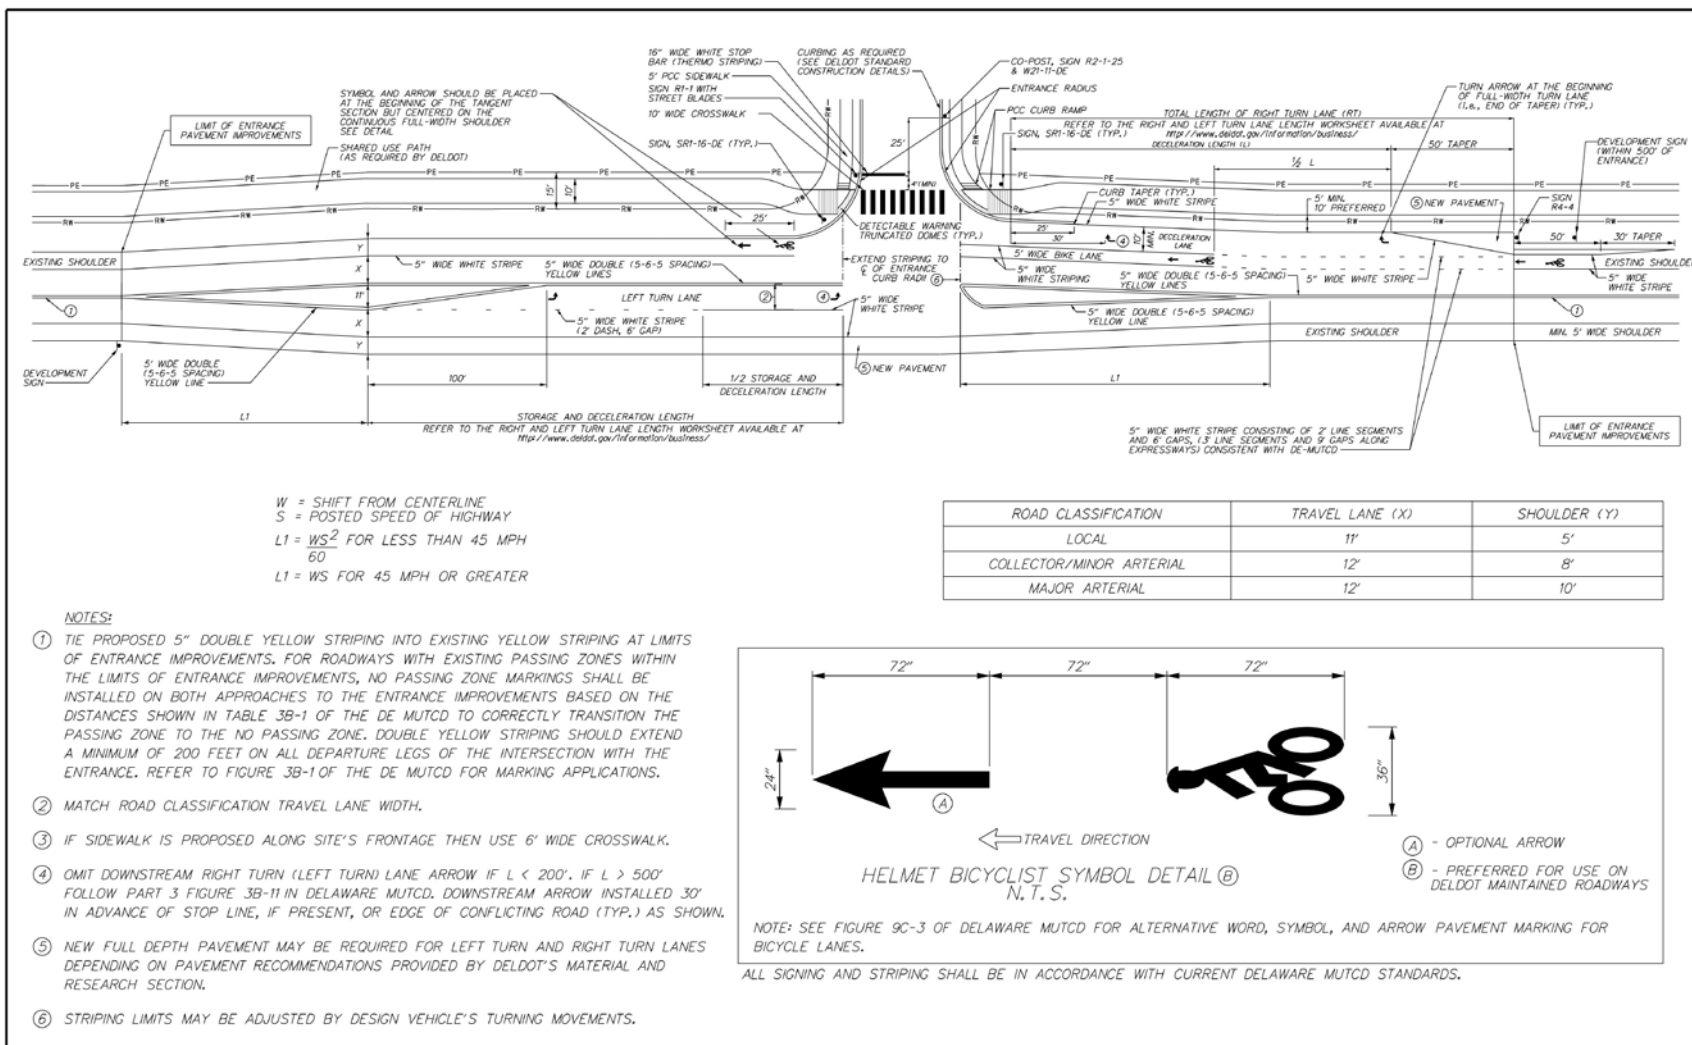 16" WIDE WHITE STOP
BAR (THERMO STRIPING)
5' PCC SIDEWALK
SIGN R1-1 WITH
STREET BLADES
10' WIDE CROSSWALK
SIGN, SR1-16-DE (TYP.)
CURBING AS REQUIRED
(SEE DELDOT STANDARD
CONSTRUCTION DETAILS)
CO-POST, SIGN R2-1-25
& W21-11-DE
ENTRANCE RADIUS
PCC CURB RAMP
SIGN, SR1-16-DE (TYP.)
TURN ARROW AT THE BEGINNING
OF FULL-WIDTH TURN LANE
(I.e., END OF TAPER) (TYP.)
SYMBOL AND ARROW SHOULD BE PLACED
AT THE BEGINNING OF THE TANGENT
SECTION BUT CENTERED ON THE
CONTINUOUS FULL-WIDTH SHOULDER
SEE DETAIL
LIMIT OF ENTRANCE
PAVEMENT IMPROVEMENTS
SHARED USE PATH
(AS REQUIRED BY DELDOT)
TOTAL LENGTH OF RIGHT TURN LANE (RT)
REFER TO THE RIGHT AND LEFT TURN LANE LENGTH WORKSHEET AVAILABLE AT
http://www.deldot.gov/information/business/
DECELERATION LENGTH (L)
50' TAPER
½ L
DEVELOPMENT SIGN
(WITHIN 500' OF
ENTRANCE)
25'
4' (MIN)
PE PE PE PE PE PE PE PE PE PE
RW RW RW RW RW RW RW RW RW RW
15'
10'
25'
CURB TAPER (TYP.)
5" WIDE WHITE STRIPE
5' MIN.
10' PREFERRED
5 NEW PAVEMENT
SIGN
R4-4
DETECTABLE WARNING
TRUNCATED DOMES (TYP.)
25'
30'
4
10'
MIN.
DECELERATION
LANE
50'
30' TAPER
EXISTING SHOULDER
Y
X
11'
X
Y
5" WIDE WHITE STRIPE
5" WIDE DOUBLE (5-6-5 SPACING)
YELLOW LINES
EXTEND STRIPING TO
℄ OF ENTRANCE
CURB RADII 6
5' WIDE BIKE LANE
5" WIDE
WHITE STRIPING
5" WIDE DOUBLE (5-6-5 SPACING)
YELLOW LINES
5" WIDE WHITE STRIPE
EXISTING SHOULDER
5" WIDE
WHITE STRIPE
1
LEFT TURN LANE
2
4
5" WIDE
WHITE STRIPE
5" WIDE WHITE STRIPE
(2' DASH, 6' GAP)
5" WIDE DOUBLE (5-6-5 SPACING)
YELLOW LINE
1
EXISTING SHOULDER
MIN. 5' WIDE SHOULDER
DEVELOPMENT
SIGN
5' WIDE DOUBLE
(5-6-5 SPACING)
YELLOW LINE
5 NEW PAVEMENT
100'
1/2 STORAGE AND
DECELERATION LENGTH
L1
L1
STORAGE AND DECELERATION LENGTH
REFER TO THE RIGHT AND LEFT TURN LANE LENGTH WORKSHEET AVAILABLE AT
http://www.deldot.gov/information/business/
5" WIDE WHITE STRIPE CONSISTING OF 2' LINE SEGMENTS
AND 6' GAPS, (3' LINE SEGMENTS AND 9' GAPS ALONG
EXPRESSWAYS) CONSISTENT WITH DE-MUTCD
LIMIT OF ENTRANCE
PAVEMENT IMPROVEMENTS
W = SHIFT FROM CENTERLINE
S = POSTED SPEED OF HIGHWAY
L1 = WS²/60 FOR LESS THAN 45 MPH
L1 = WS FOR 45 MPH OR GREATER
ROAD CLASSIFICATION TRAVEL LANE (X) SHOULDER (Y)
LOCAL 11' 5'
COLLECTOR/MINOR ARTERIAL 12' 8'
MAJOR ARTERIAL 12' 10'
NOTES:
1 TIE PROPOSED 5" DOUBLE YELLOW STRIPING INTO EXISTING YELLOW STRIPING AT LIMITS
OF ENTRANCE IMPROVEMENTS. FOR ROADWAYS WITH EXISTING PASSING ZONES WITHIN
THE LIMITS OF ENTRANCE IMPROVEMENTS, NO PASSING ZONE MARKINGS SHALL BE
INSTALLED ON BOTH APPROACHES TO THE ENTRANCE IMPROVEMENTS BASED ON THE
DISTANCES SHOWN IN TABLE 3B-1 OF THE DE MUTCD TO CORRECTLY TRANSITION THE
PASSING ZONE TO THE NO PASSING ZONE. DOUBLE YELLOW STRIPING SHOULD EXTEND
A MINIMUM OF 200 FEET ON ALL DEPARTURE LEGS OF THE INTERSECTION WITH THE
ENTRANCE. REFER TO FIGURE 3B-1 OF THE DE MUTCD FOR MARKING APPLICATIONS.
2 MATCH ROAD CLASSIFICATION TRAVEL LANE WIDTH.
3 IF SIDEWALK IS PROPOSED ALONG SITE'S FRONTAGE THEN USE 6' WIDE CROSSWALK.
4 OMIT DOWNSTREAM RIGHT TURN (LEFT TURN) LANE ARROW IF L < 200'. IF L > 500'
FOLLOW PART 3 FIGURE 3B-11 IN DELAWARE MUTCD. DOWNSTREAM ARROW INSTALLED 30'
IN ADVANCE OF STOP LINE, IF PRESENT, OR EDGE OF CONFLICTING ROAD (TYP.) AS SHOWN.
5 NEW FULL DEPTH PAVEMENT MAY BE REQUIRED FOR LEFT TURN AND RIGHT TURN LANES
DEPENDING ON PAVEMENT RECOMMENDATIONS PROVIDED BY DELDOT'S MATERIAL AND
RESEARCH SECTION.
6 STRIPING LIMITS MAY BE ADJUSTED BY DESIGN VEHICLE'S TURNING MOVEMENTS.
72" 72" 72"
24"
36"
A
TRAVEL DIRECTION
HELMET BICYCLIST SYMBOL DETAIL B
N.T.S.
A - OPTIONAL ARROW
B - PREFERRED FOR USE ON
DELDOT MAINTAINED ROADWAYS
NOTE: SEE FIGURE 9C-3 OF DELAWARE MUTCD FOR ALTERNATIVE WORD, SYMBOL, AND ARROW PAVEMENT MARKING FOR
BICYCLE LANES.
ALL SIGNING AND STRIPING SHALL BE IN ACCORDANCE WITH CURRENT DELAWARE MUTCD STANDARDS.